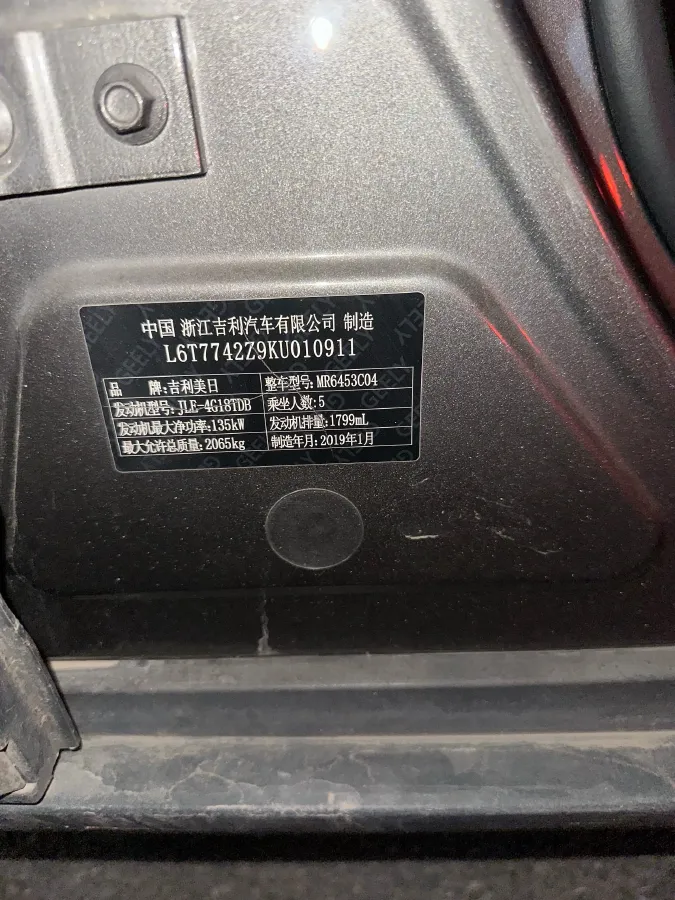 中国 浙江吉利汽车有限公司 制造
L6T7742Z9KU010911
品 牌:吉利美日 整车型号:MR6453C04
发动机型号:JLE-4G18TDB 乘坐人数:5
发动机最大净功率:135kW 发动机排量:1799mL
最大允许总质量:2065kg 制造年月:2019年1月
GEELY